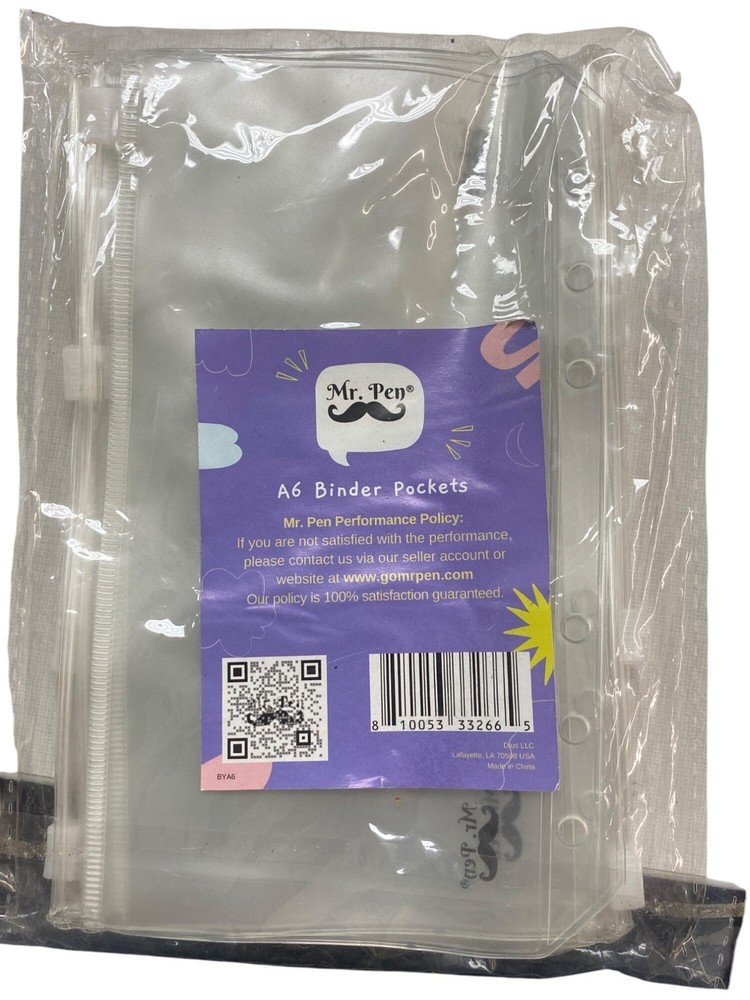 Mr. Pen®
A6 Binder Pockets
Mr. Pen Performance Policy:
If you are not satisfied with the performance,
please contact us via our seller account or
website at www.gomrpen.com
Our policy is 100% satisfaction guaranteed.
8 10053 33266 5
Dius LLC
Lafayette, LA 70508 USA
Made in China
BYA6
Mr. Pen®